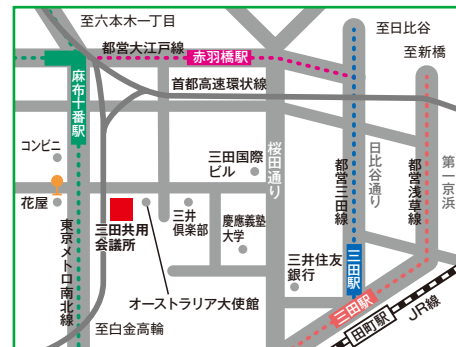 至六本木一丁目
都営大江戸線
赤羽橋駅
至日比谷
至新橋
首都高速環状線
麻布十番駅
コンビニ
花屋
三田国際
ビル
桜田通り
日比谷通り
都営三田線
都営浅草線
第一京浜
三田共用
会議所
三井
倶楽部
慶應義塾
大学
東京メトロ南北線
オーストラリア大使館
三井住友
銀行
三田駅
三田駅
田町駅
JR線
至白金高輪